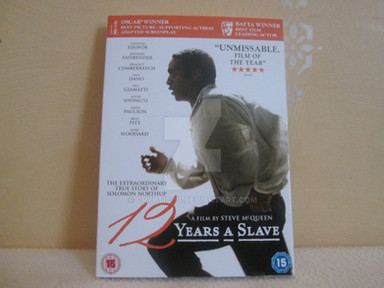 OSCAR® WINNER
BEST PICTURE · SUPPORTING ACTRESS
ADAPTED SCREENPLAY
BAFTA WINNER
BEST FILM
LEADING ACTOR
CHIWETEL
EJIOFOR
MICHAEL
FASSBENDER
BENEDICT
CUMBERBATCH
PAUL
DANO
PAUL
GIAMATTI
LUPITA
NYONG'O
SARAH
PAULSON
BRAD
PITT
ALFRE
WOODARD
"UNMISSABLE.
FILM OF
THE YEAR"
★★★★★
THE EXTRAORDINARY
TRUE STORY OF
SOLOMON NORTHUP
A FILM BY STEVE McQUEEN
12
YEARS A SLAVE
15
15